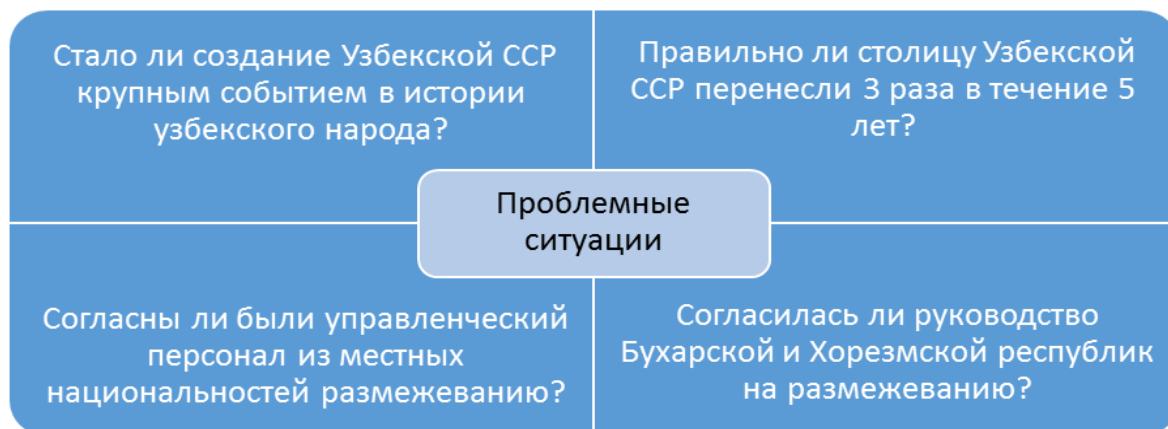 Стало ли создание Узбекской ССР
крупным событием в истории
узбекского народа?
Правильно ли столицу Узбекской
ССР перенесли 3 раза в течение 5
лет?
Проблемные
ситуации
Согласны ли были управленческий
персонал из местных
национальностей размежеванию?
Согласилась ли руководство
Бухарской и Хорезмской республик
на размежеванию?